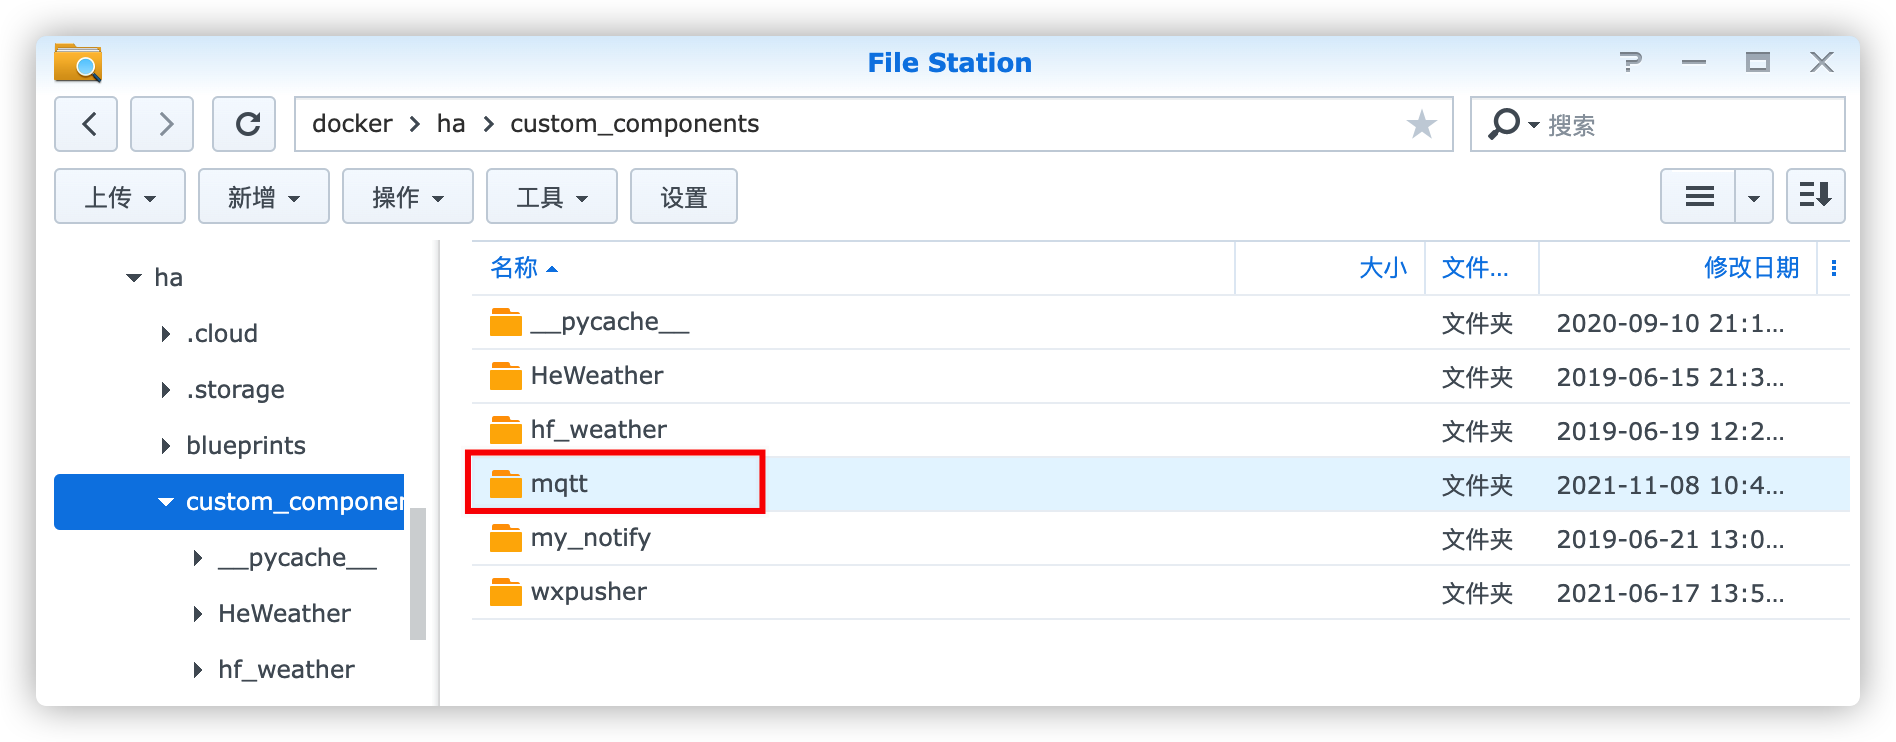 File Station
docker > ha > custom_components
搜索
上传 新增 操作 工具 设置
ha
.cloud
.storage
blueprints
custom_componen
__pycache__
HeWeather
hf_weather
名称 大小 文件... 修改日期
__pycache__ 文件夹 2020-09-10 21:1...
HeWeather 文件夹 2019-06-15 21:3...
hf_weather 文件夹 2019-06-19 12:2...
mqtt 文件夹 2021-11-08 10:4...
my_notify 文件夹 2019-06-21 13:0...
wxpusher 文件夹 2021-06-17 13:5...